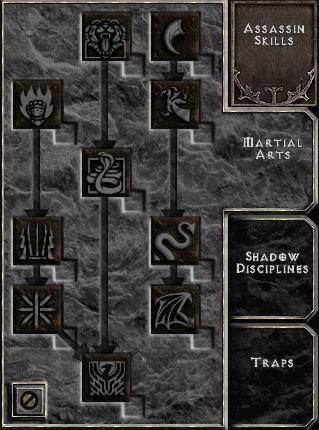 Assassin
Skills
Martial
Arts
Shadow
Disciplines
Traps